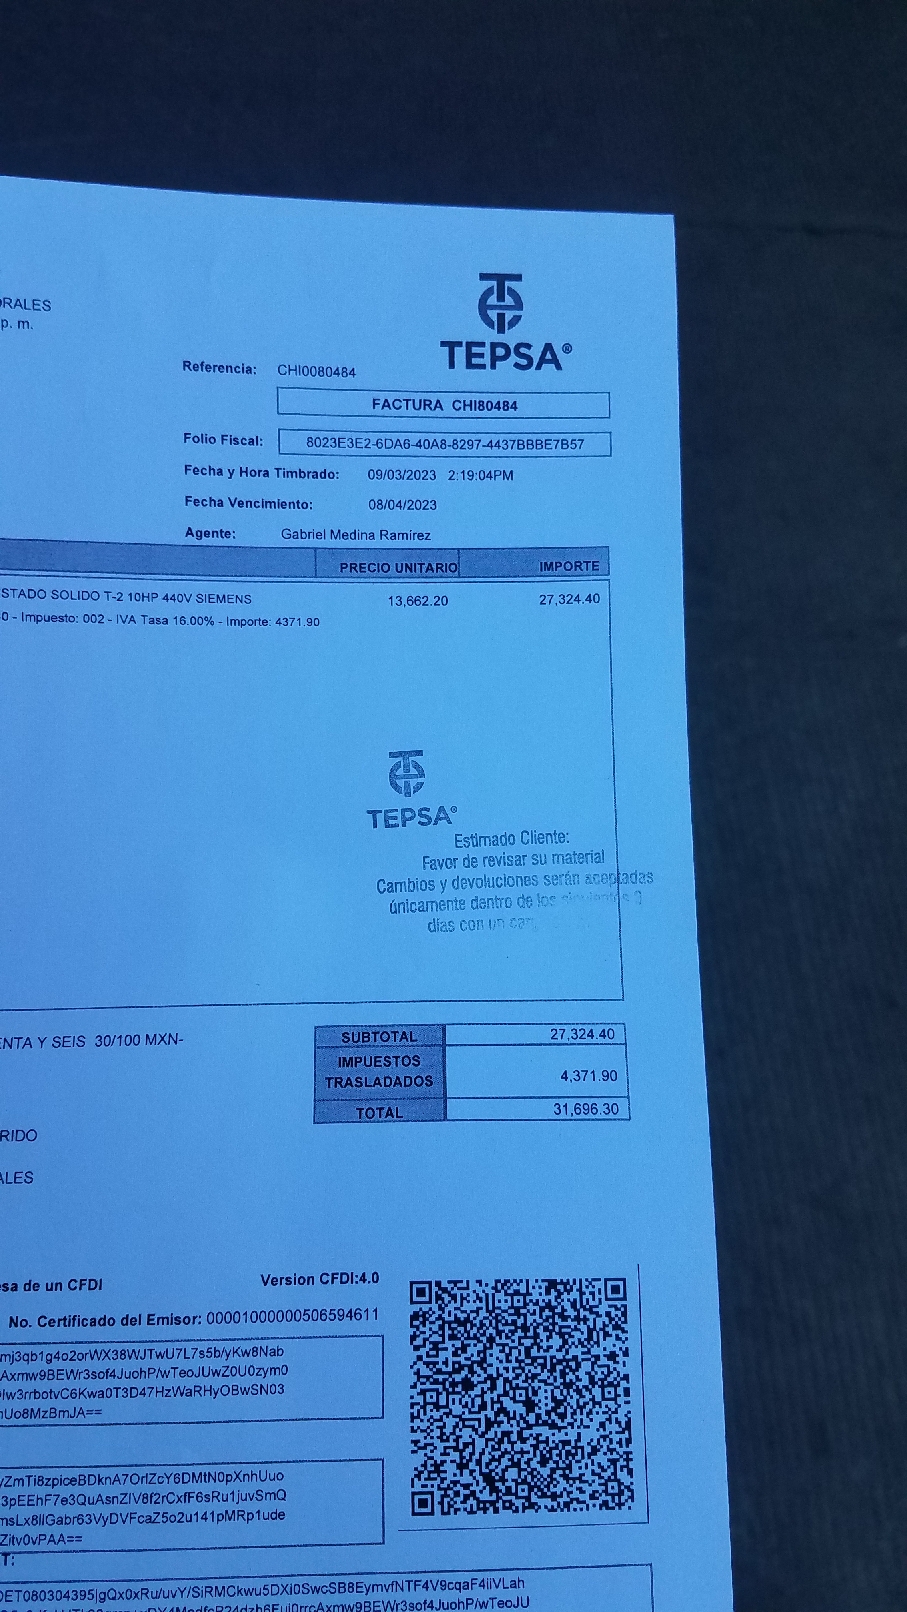 ORALES
p. m.
TEPSA®
Referencia: CHI0080484
FACTURA CHI80484
Folio Fiscal: 8023E3E2-6DA6-40A8-8297-4437BBBE7B57
Fecha y Hora Timbrado: 09/03/2023 2:19:04PM
Fecha Vencimiento: 08/04/2023
Agente: Gabriel Medina Ramírez
PRECIO UNITARIO IMPORTE
STADO SOLIDO T-2 10HP 440V SIEMENS 13,662.20 27,324.40
0 - Impuesto: 002 - IVA Tasa 16.00% - Importe: 4371.90
TEPSA®
Estimado Cliente:
Favor de revisar su material
Cambios y devoluciones serán aceptadas
únicamente dentro de los
días con un
ENTA Y SEIS 30/100 MXN-
SUBTOTAL 27,324.40
IMPUESTOS
TRASLADADOS 4,371.90
TOTAL 31,696.30
RIDO
ALES
sa de un CFDI Version CFDI:4.0
No. Certificado del Emisor: 00001000000506594611
mj3qb1g4o2orWX38WJTwU7L7s5b/yKw8Nab
Axmw9BEWr3sof4JuohP/wTeoJUwZ0U0zym0
lw3rrbotvC6Kwa0T3D47HzWaRHyOBwSN03
Uo8MzBmJA==
ZmTi8zpiceBDknA7OrlZcY6DMtN0pXnhUuo
3pEEhF7e3QuAsnZlV8f2rCxfF6sRu1juvSmQ
nsLx8IlGabr63VyDVFcaZ5o2u141pMRp1ude
Zitv0vPAA==
T:
DET080304395|gQx0xRu/uvY/SiRMCkwu5DXi0SwcSB8EymvfNTF4V9cqaF4iiVLah